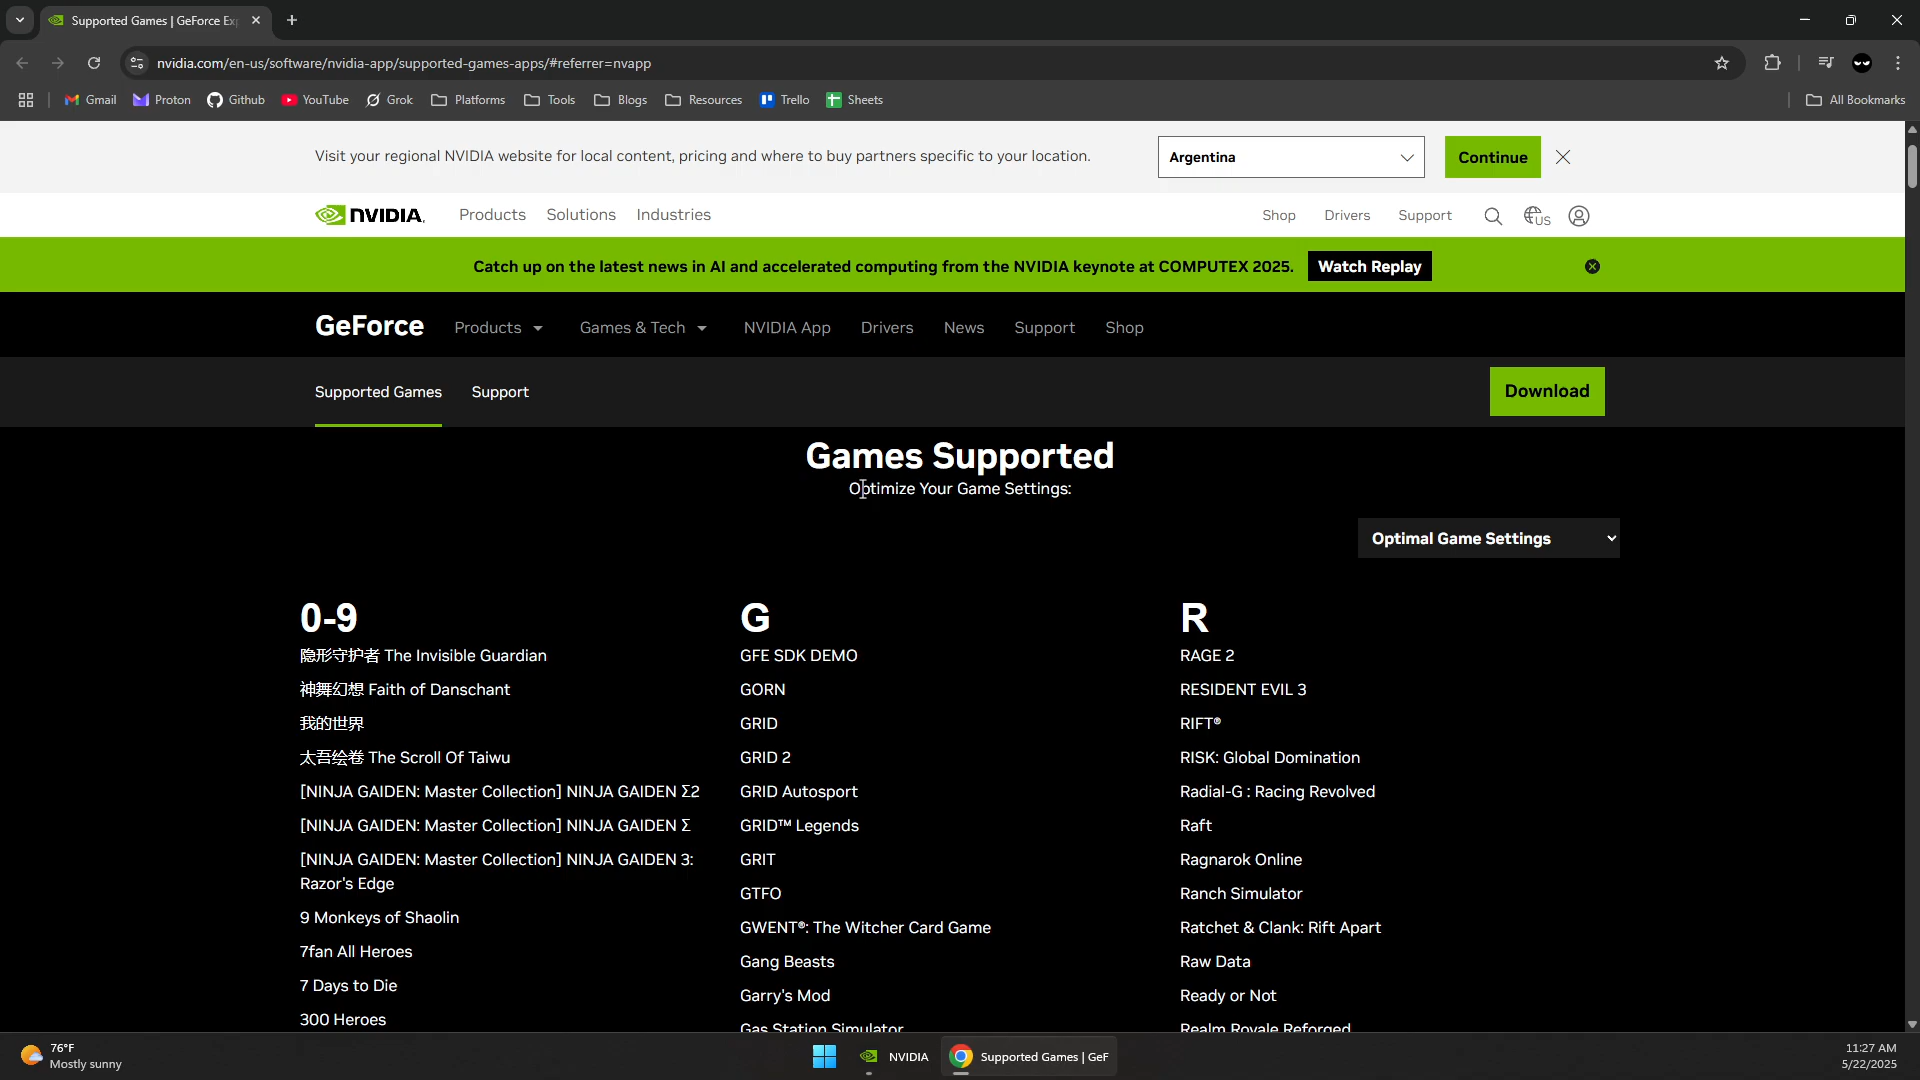 Supported Games | GeForce Ex
nvidia.com/en-us/software/nvidia-app/supported-games-apps/#referrer=nvapp
Gmail Proton Github YouTube Grok Platforms Tools Blogs Resources Trello Sheets All Bookmarks
Visit your regional NVIDIA website for local content, pricing and where to buy partners specific to your location. Argentina Continue
NVIDIA. Products Solutions Industries Shop Drivers Support US
Catch up on the latest news in AI and accelerated computing from the NVIDIA keynote at COMPUTEX 2025. Watch Replay
GeForce Products Games & Tech NVIDIA App Drivers News Support Shop
Supported Games Support Download
Games Supported
Optimize Your Game Settings:
Optimal Game Settings
0-9
隐形守护者 The Invisible Guardian
神舞幻想 Faith of Danschant
我的世界
太吾绘卷 The Scroll Of Taiwu
[NINJA GAIDEN: Master Collection] NINJA GAIDEN Σ2
[NINJA GAIDEN: Master Collection] NINJA GAIDEN Σ
[NINJA GAIDEN: Master Collection] NINJA GAIDEN 3:
Razor's Edge
9 Monkeys of Shaolin
7fan All Heroes
7 Days to Die
300 Heroes
G
GFE SDK DEMO
GORN
GRID
GRID 2
GRID Autosport
GRID™ Legends
GRIT
GTFO
GWENT®: The Witcher Card Game
Gang Beasts
Garry's Mod
Gas Station Simulator
R
RAGE 2
RESIDENT EVIL 3
RIFT®
RISK: Global Domination
Radial-G : Racing Revolved
Raft
Ragnarok Online
Ranch Simulator
Ratchet & Clank: Rift Apart
Raw Data
Ready or Not
Realm Royale Reforged
76°F
Mostly sunny
NVIDIA
Supported Games | GeF
11:27 AM
5/22/2025